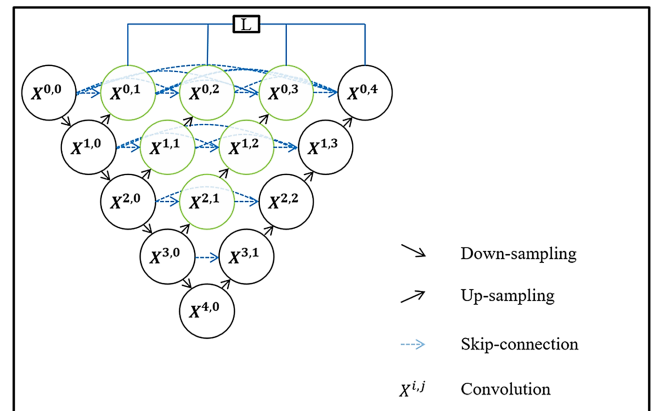 L
X^{0,0} X^{0,1} X^{0,2} X^{0,3} X^{0,4}
X^{1,0} X^{1,1} X^{1,2} X^{1,3}
X^{2,0} X^{2,1} X^{2,2}
X^{3,0} X^{3,1}
X^{4,0}
Down-sampling
Up-sampling
Skip-connection
X^{i,j} Convolution